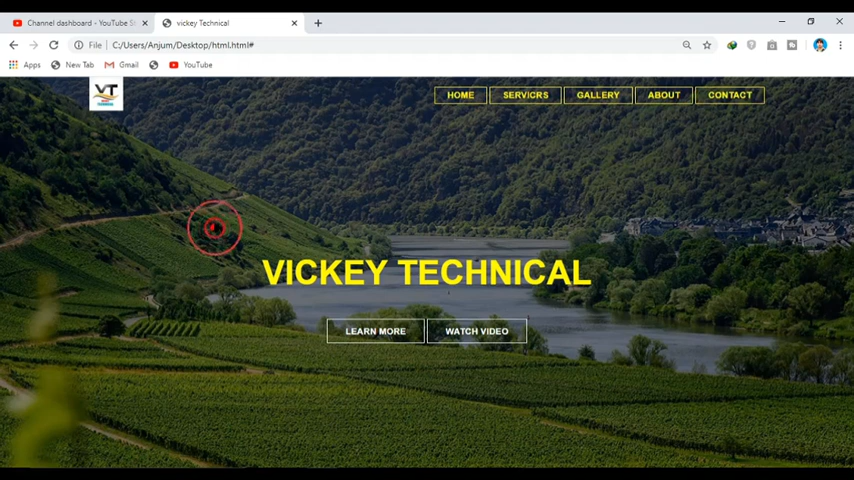 Channel dashboard - YouTube St
vickey Technical
File
C:/Users/Anjum/Desktop/html.html#
Apps
New Tab
Gmail
YouTube
VT
TECHNICAL
HOME
SERVICRS
GALLERY
ABOUT
CONTACT
VICKEY TECHNICAL
LEARN MORE
WATCH VIDEO